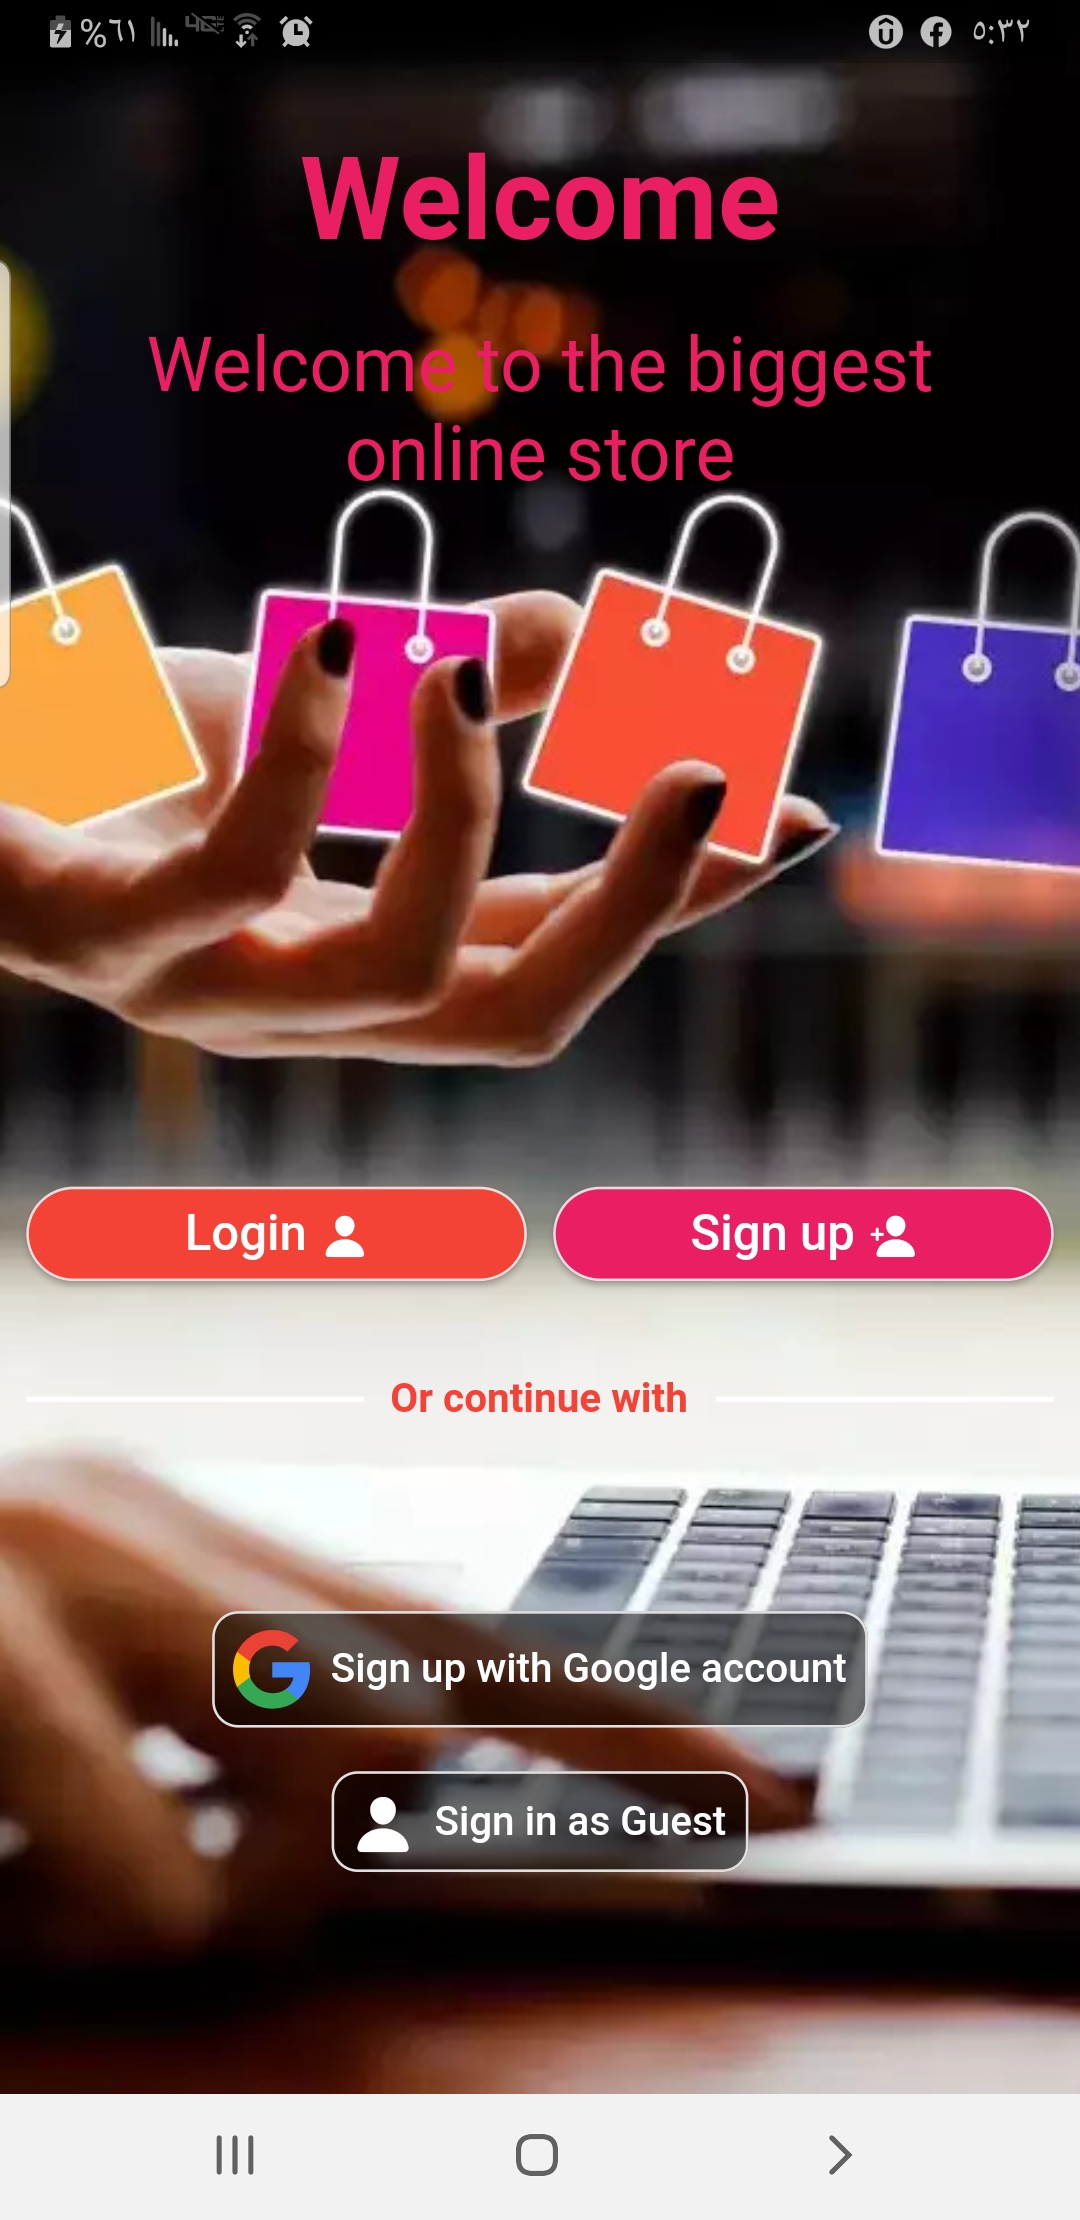 %٦١ ٥:٣٢
Welcome
Welcome to the biggest
online store
Login Sign up
Or continue with
Sign up with Google account
Sign in as Guest